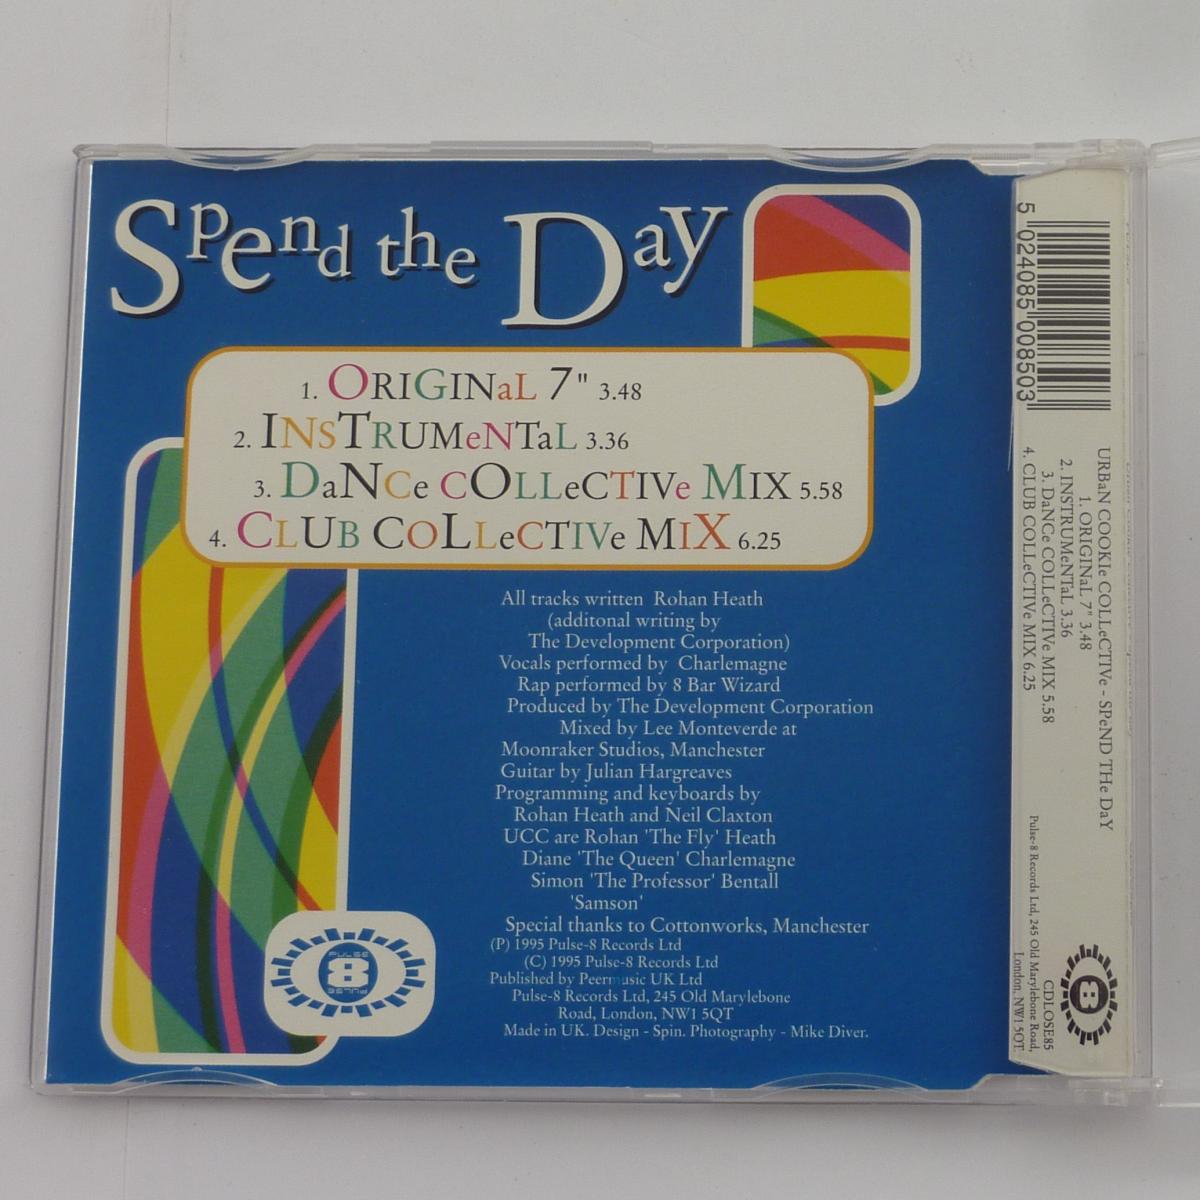 Spend the Day
1. ORIGINaL 7" 3.48
2. INSTRUMeNTaL 3.36
3. DaNCe COLLeCTIVe MIX 5.58
4. CLUB COLLeCTIVe MIX 6.25
All tracks written Rohan Heath
(additonal writing by
The Development Corporation)
Vocals performed by Charlemagne
Rap performed by 8 Bar Wizard
Produced by The Development Corporation
Mixed by Lee Monteverde at
Moonraker Studios, Manchester
Guitar by Julian Hargreaves
Programming and keyboards by
Rohan Heath and Neil Claxton
UCC are Rohan 'The Fly' Heath
Diane 'The Queen' Charlemagne
Simon 'The Professor' Bentall
'Samson'
Special thanks to Cottonworks, Manchester
(P) 1995 Pulse-8 Records Ltd
(C) 1995 Pulse-8 Records Ltd
Published by Peermusic UK Ltd
Pulse-8 Records Ltd, 245 Old Marylebone
Road, London, NW1 5QT
Made in UK. Design - Spin. Photography - Mike Diver.
PULSE
8
PULSE
5 024085 008503
URBaN COOKIe COLLeCTIVe - SPeND THe DaY
1. ORIGINaL 7" 3.48
2. INSTRUMeNTaL 3.36
3. DaNCe COLLeCTIVe MIX 5.58
4. CLUB COLLeCTIVe MIX 6.25
8
CDLOSE85
Pulse-8 Records Ltd, 245 Old Marylebone Road,
London, NW1 5QT.